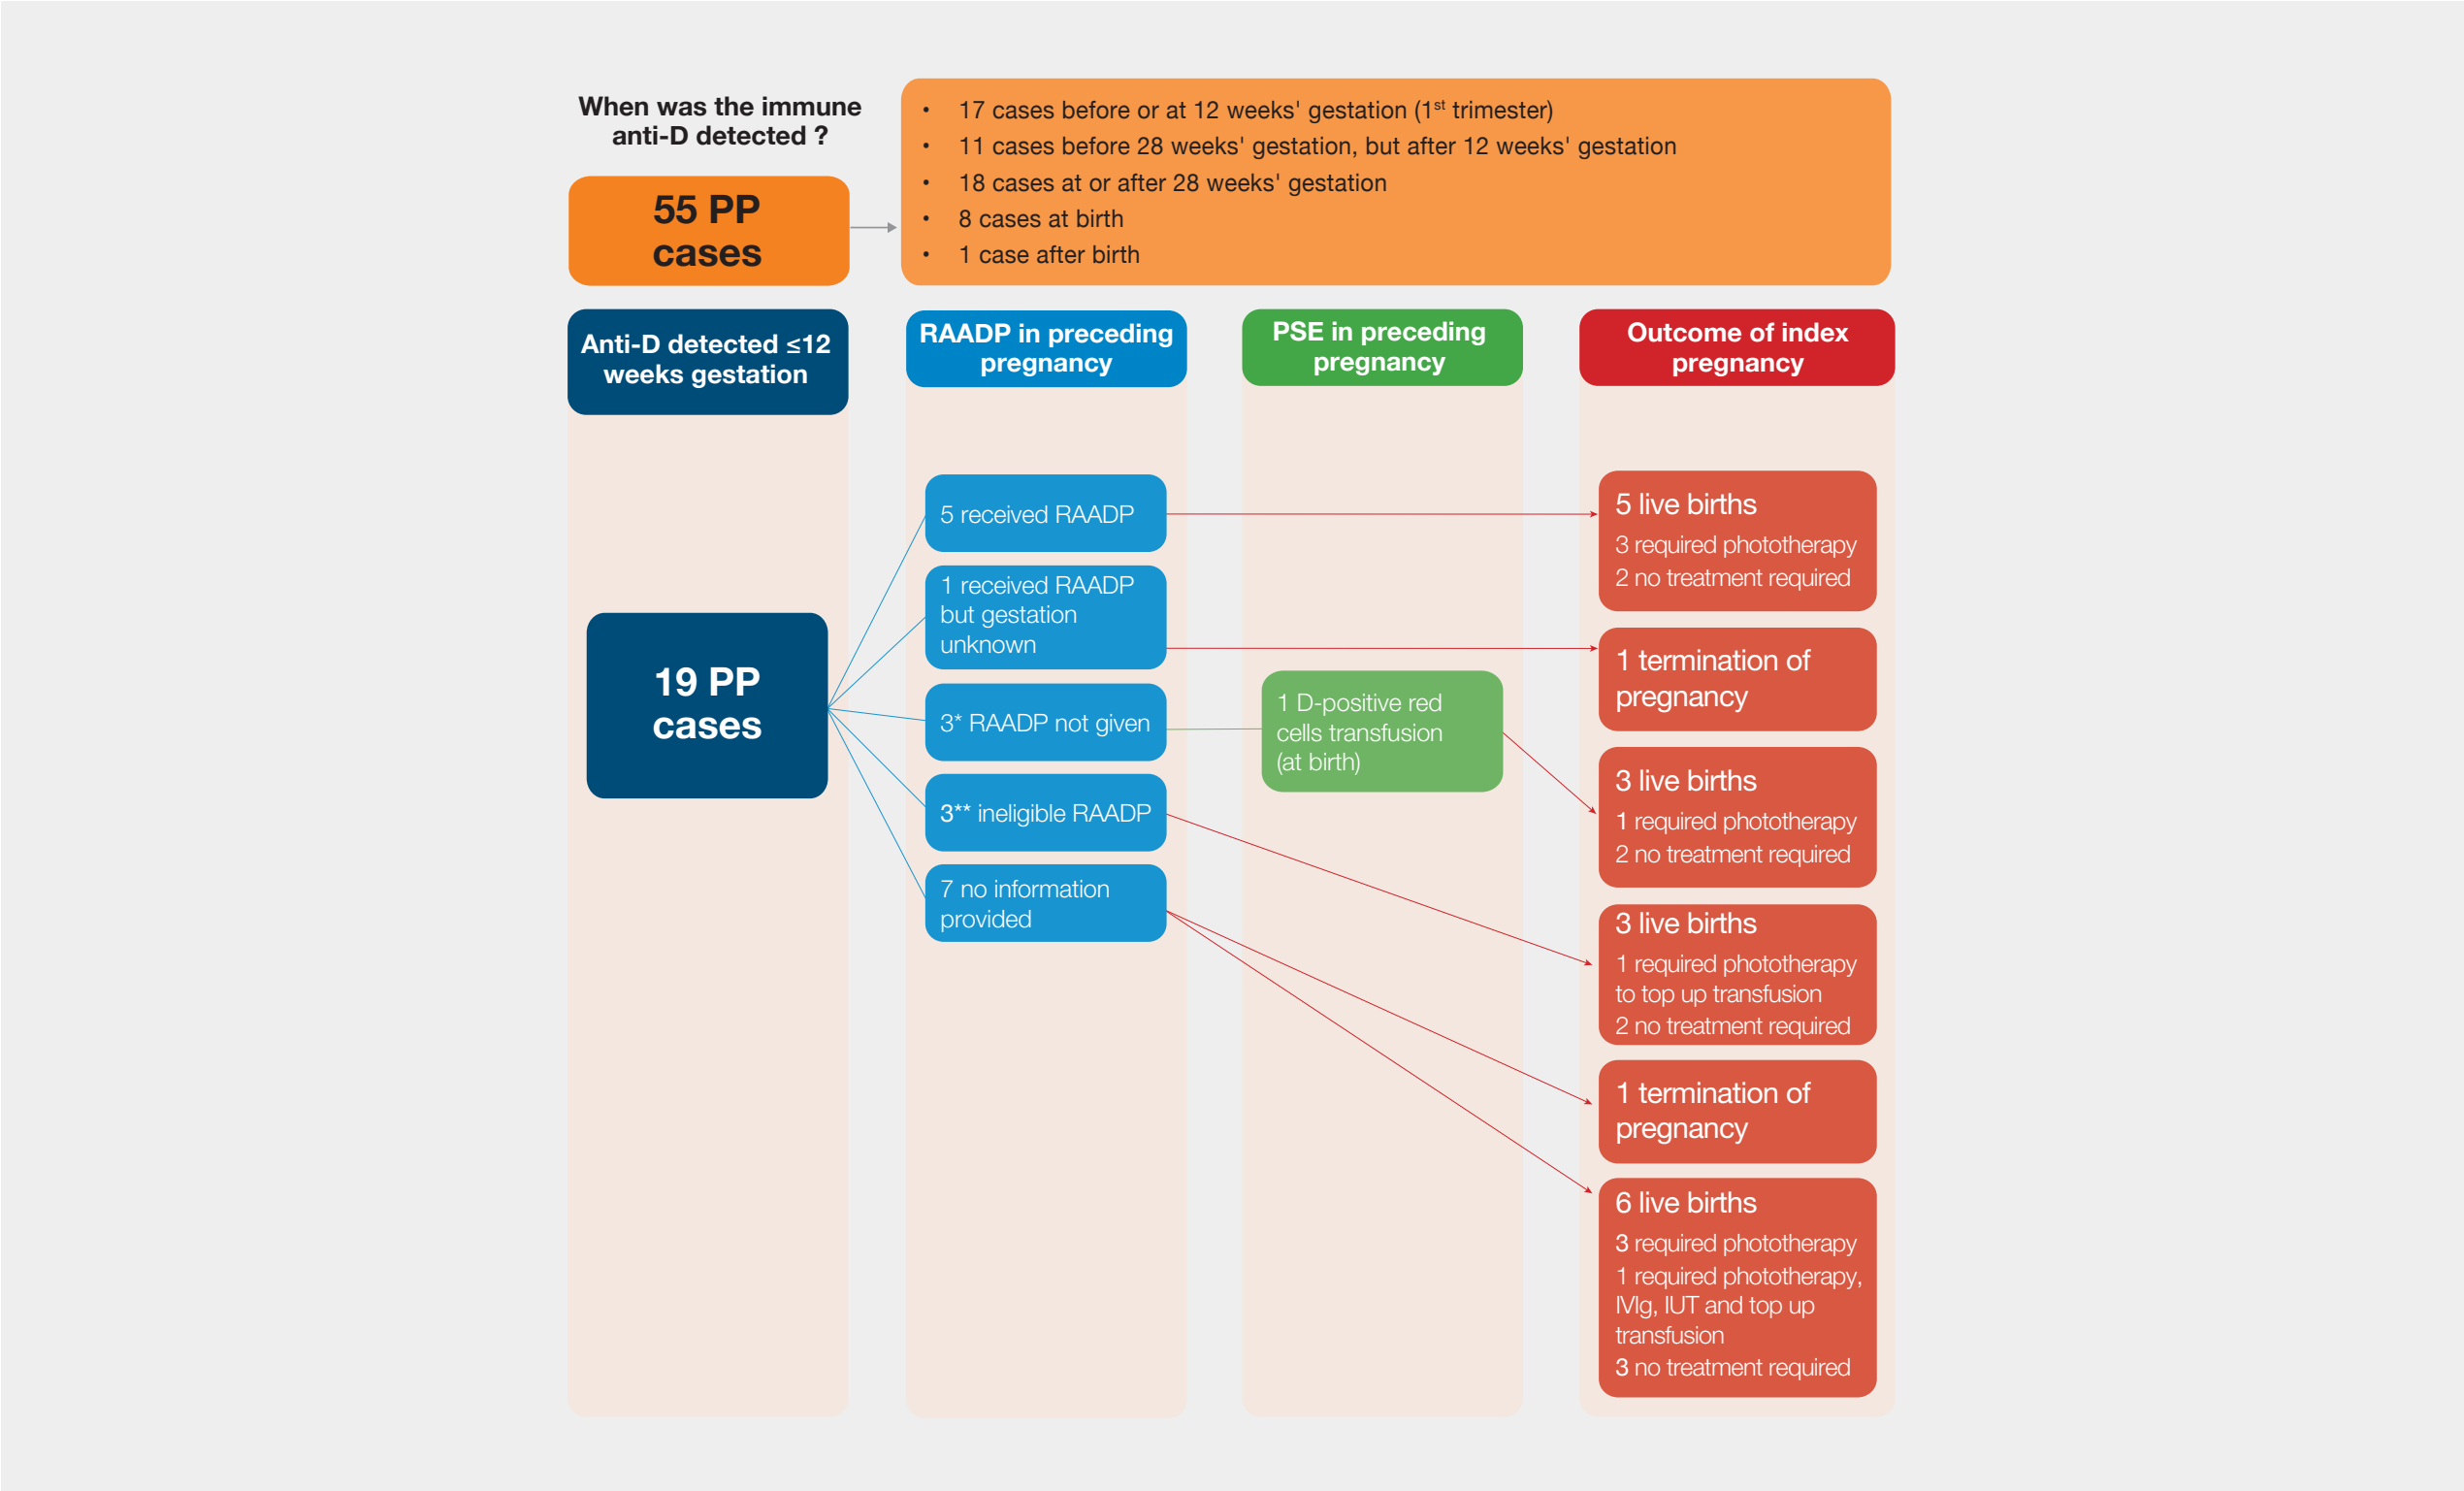 When was the immune
anti-D detected ?
55 PP
cases
• 17 cases before or at 12 weeks' gestation (1st trimester)
• 11 cases before 28 weeks' gestation, but after 12 weeks' gestation
• 18 cases at or after 28 weeks' gestation
• 8 cases at birth
• 1 case after birth
Anti-D detected ≤12
weeks gestation
19 PP
cases
RAADP in preceding
pregnancy
5 received RAADP
1 received RAADP
but gestation
unknown
3* RAADP not given
3** ineligible RAADP
7 no information
provided
PSE in preceding
pregnancy
1 D-positive red
cells transfusion
(at birth)
Outcome of index
pregnancy
5 live births
3 required phototherapy
2 no treatment required
1 termination of
pregnancy
3 live births
1 required phototherapy
2 no treatment required
3 live births
1 required phototherapy
to top up transfusion
2 no treatment required
1 termination of
pregnancy
6 live births
3 required phototherapy
1 required phototherapy,
IVIg, IUT and top up
transfusion
3 no treatment required